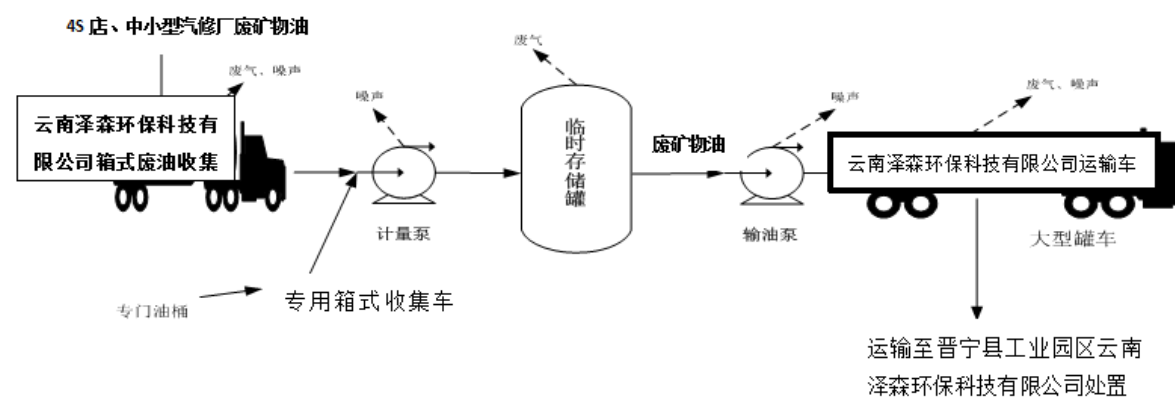 4S 店、中小型汽修厂废矿物油
废气、噪声
云南泽森环保科技有
限公司箱式废油收集
噪声
计量泵
专门油桶
专用箱式收集车
废气
临时存储罐
废矿物油
噪声
输油泵
废气、噪声
云南泽森环保科技有限公司运输车
大型罐车
运输至晋宁县工业园区云南
泽森环保科技有限公司处置